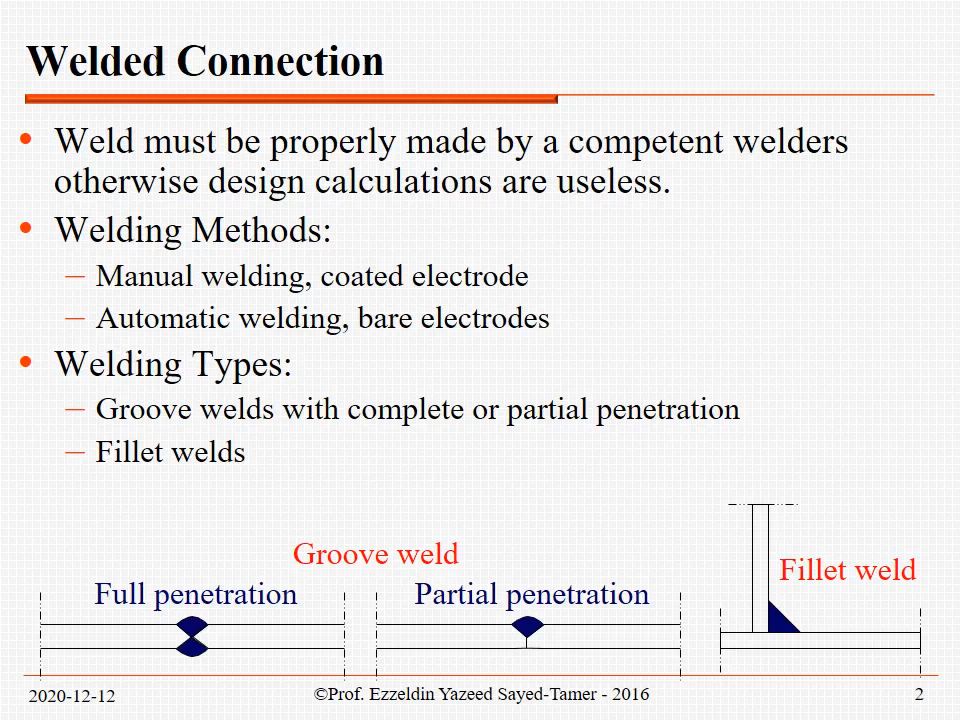 Welded Connection
• Weld must be properly made by a competent welders
otherwise design calculations are useless.
• Welding Methods:
– Manual welding, coated electrode
– Automatic welding, bare electrodes
• Welding Types:
– Groove welds with complete or partial penetration
– Fillet welds
Groove weld
Fillet weld
Full penetration
Partial penetration
2020-12-12
©Prof. Ezzeldin Yazeed Sayed-Tamer - 2016
2